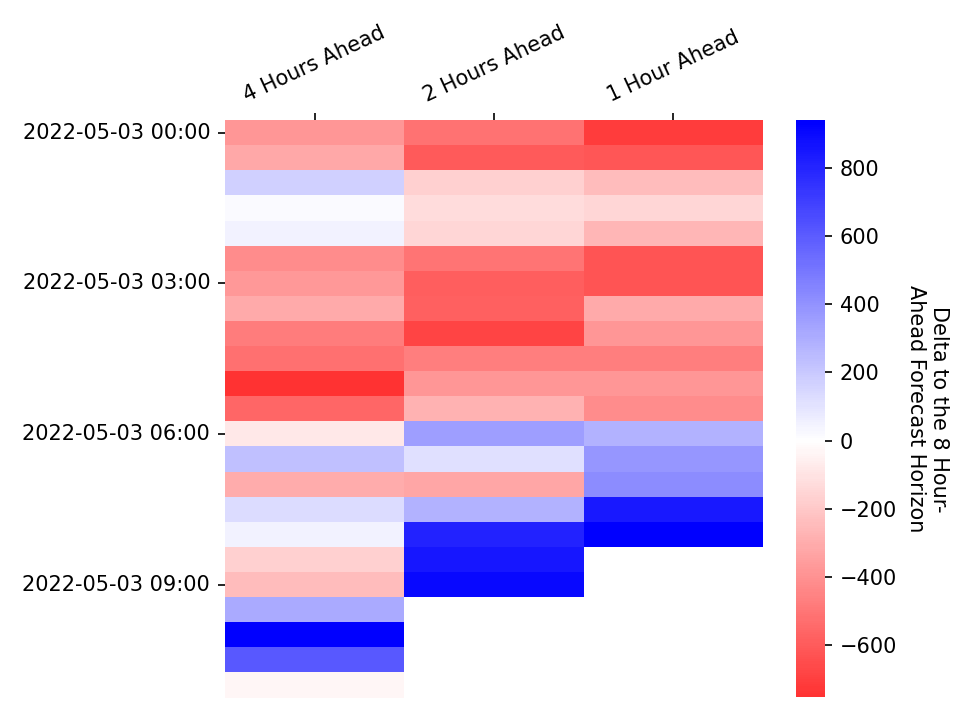 4 Hours Ahead
2 Hours Ahead
1 Hour Ahead
2022-05-03 00:00
2022-05-03 03:00
2022-05-03 06:00
2022-05-03 09:00
800
600
400
200
0
−200
−400
−600
Delta to the 8 Hour-
Ahead Forecast Horizon